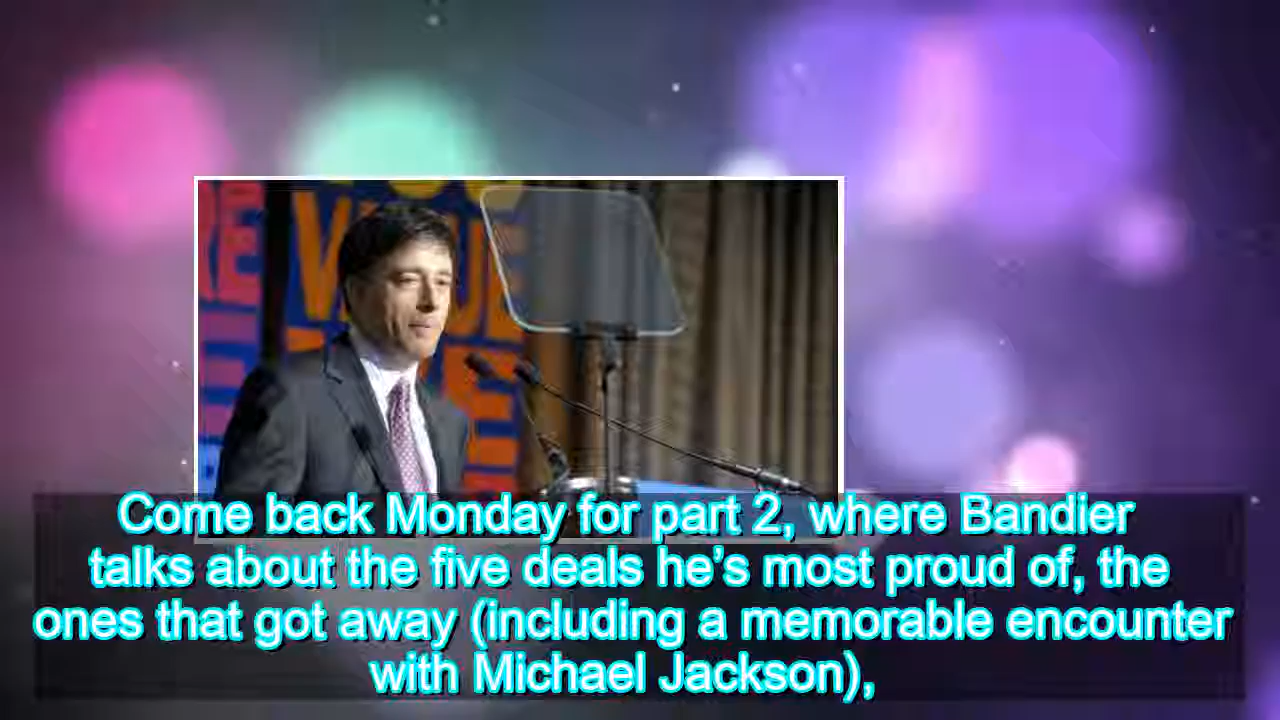 Come back Monday for part 2, where Bandier
talks about the five deals he’s most proud of, the
ones that got away (including a memorable encounter
with Michael Jackson),